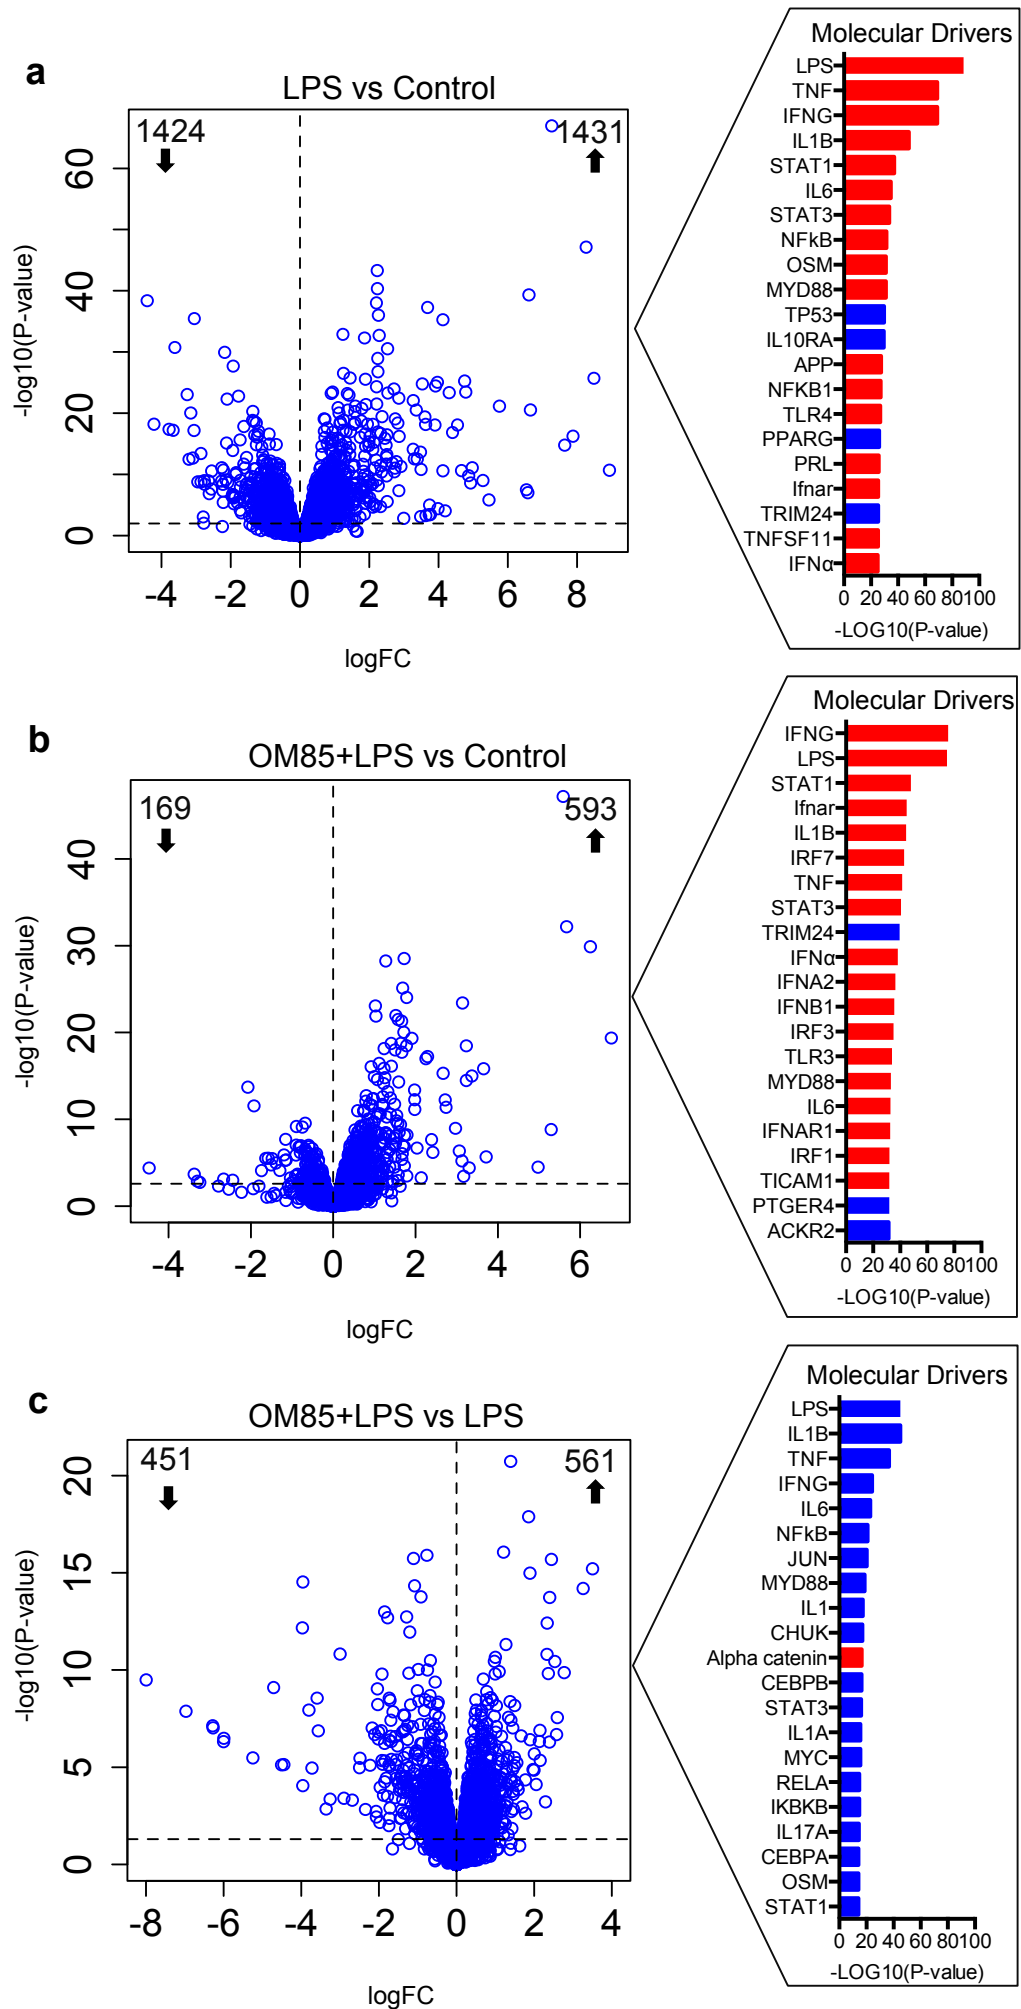 a
LPS vs Control
1424
1431
-log10(P-value)
60
40
20
0
-4 -2 0 2 4 6 8
logFC
Molecular Drivers
LPS
TNF
IFNG
IL1B
STAT1
IL6
STAT3
NFkB
OSM
MYD88
TP53
IL10RA
APP
NFKB1
TLR4
PPARG
PRL
Ifnar
TRIM24
TNFSF11
IFNα
0 20 40 60 80 100
-LOG10(P-value)
b
OM85+LPS vs Control
169
593
-log10(P-value)
40
30
20
10
0
-4 -2 0 2 4 6
logFC
Molecular Drivers
IFNG
LPS
STAT1
Ifnar
IL1B
IRF7
TNF
STAT3
TRIM24
IFNα
IFNA2
IFNB1
IRF3
TLR3
MYD88
IL6
IFNAR1
IRF1
TICAM1
PTGER4
ACKR2
0 20 40 60 80 100
-LOG10(P-value)
c
OM85+LPS vs LPS
451
561
-log10(P-value)
20
15
10
5
0
-8 -6 -4 -2 0 2 4
logFC
Molecular Drivers
LPS
IL1B
TNF
IFNG
IL6
NFkB
JUN
MYD88
IL1
CHUK
Alpha catenin
CEBPB
STAT3
IL1A
MYC
RELA
IKBKB
IL17A
CEBPA
OSM
STAT1
0 20 40 60 80 100
-LOG10(P-value)